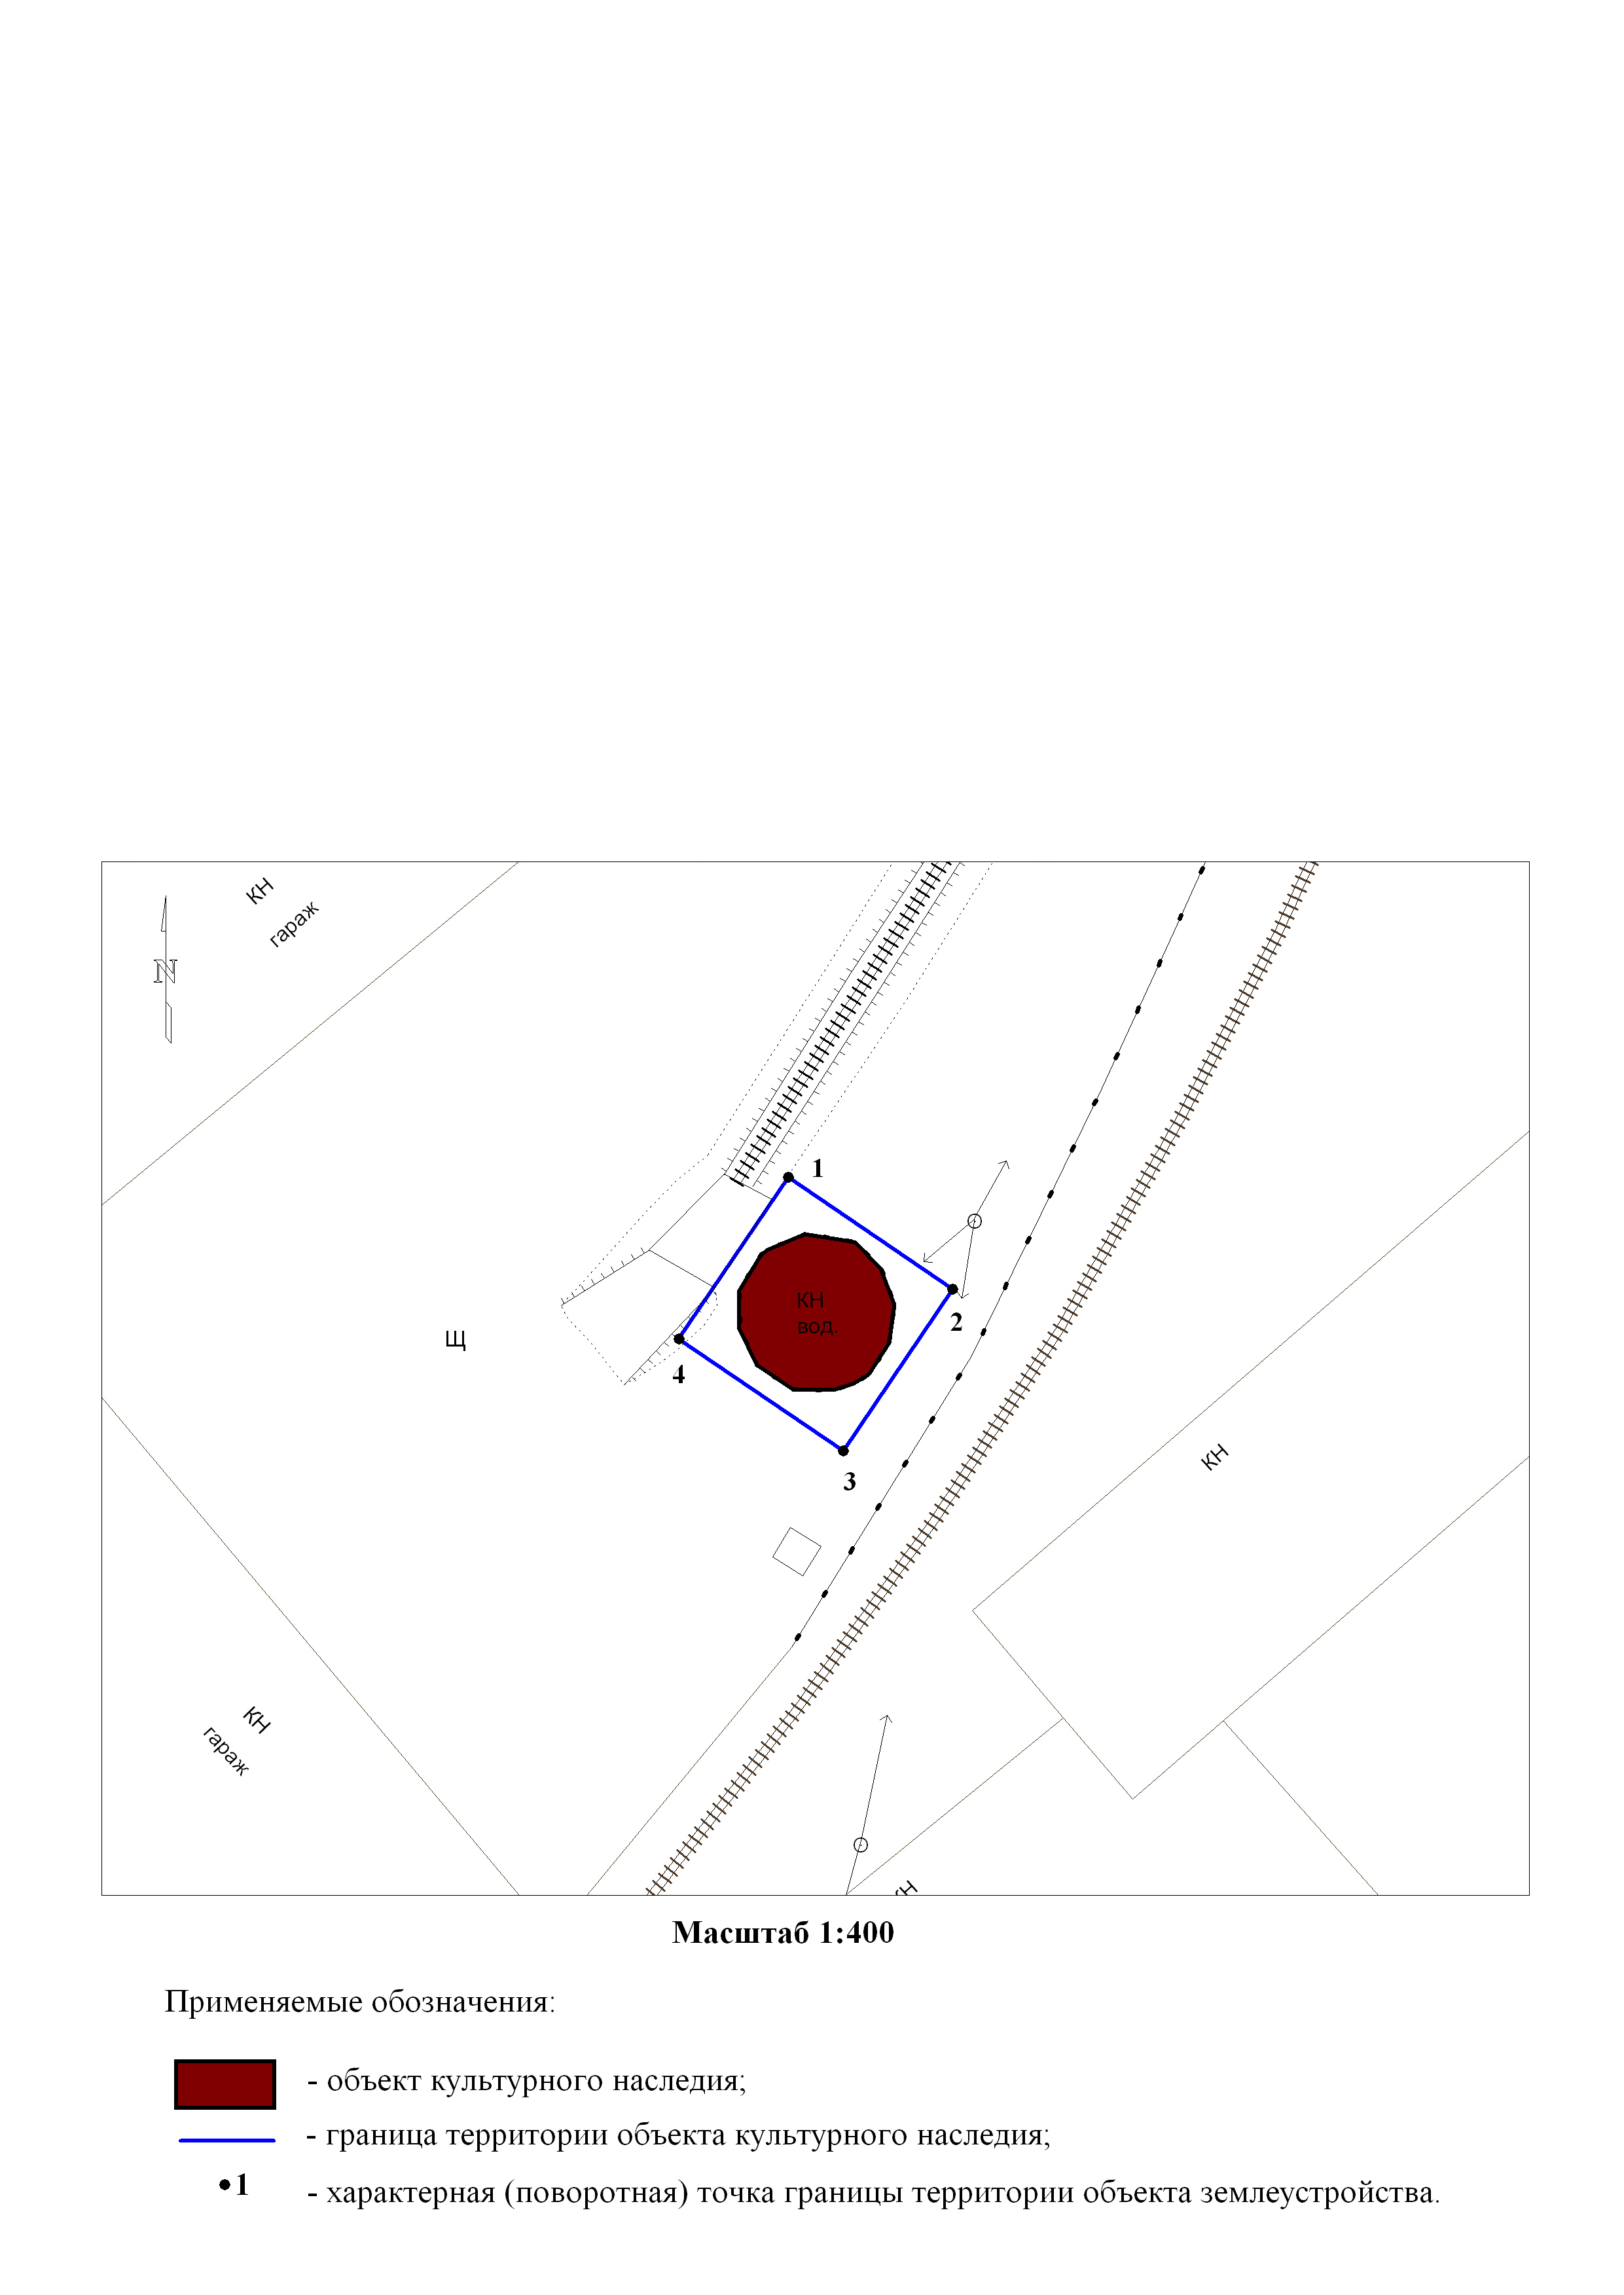 КН
гараж
N
1
КН
вод.
2
Щ
4
КН
3
КН
гараж
КН
Масштаб 1:400
Применяемые обозначения:
- объект культурного наследия;
- граница территории объекта культурного наследия;
1 - характерная (поворотная) точка границы территории объекта землеустройства.